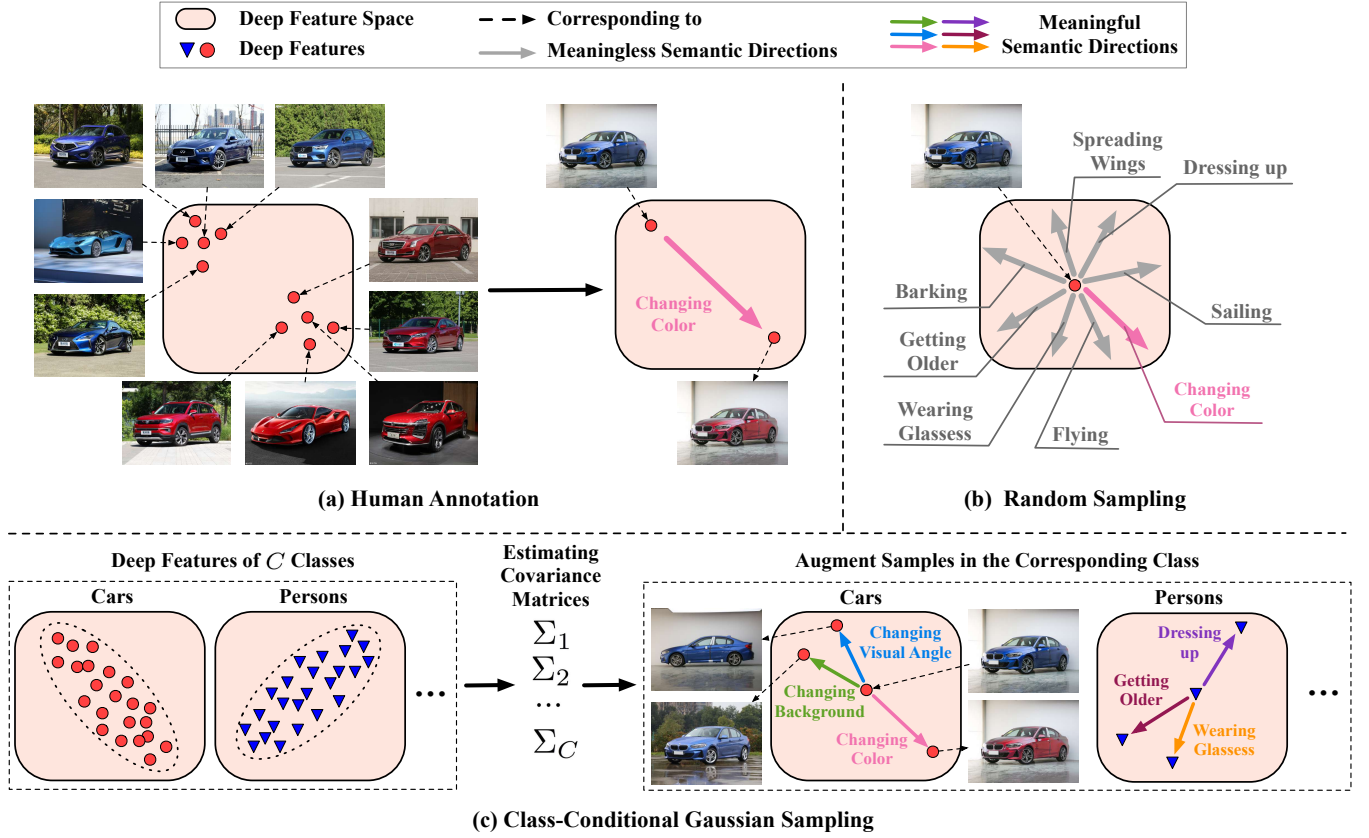 Deep Feature Space
Corresponding to
Meaningful
Deep Features
Meaningless Semantic Directions
Semantic Directions
Changing
Color
(a) Human Annotation
Spreading
Wings
Dressing up
Barking
Sailing
Getting
Older
Changing
Color
Wearing
Glassess
Flying
(b) Random Sampling
Deep Features of C Classes
Cars
Persons
...
Estimating
Covariance
Matrices
Σ1
Σ2
...
ΣC
Augment Samples in the Corresponding Class
Cars
Persons
Changing
Visual Angle
Changing
Background
Changing
Color
Dressing
up
Getting
Older
Wearing
Glassess
...
(c) Class-Conditional Gaussian Sampling